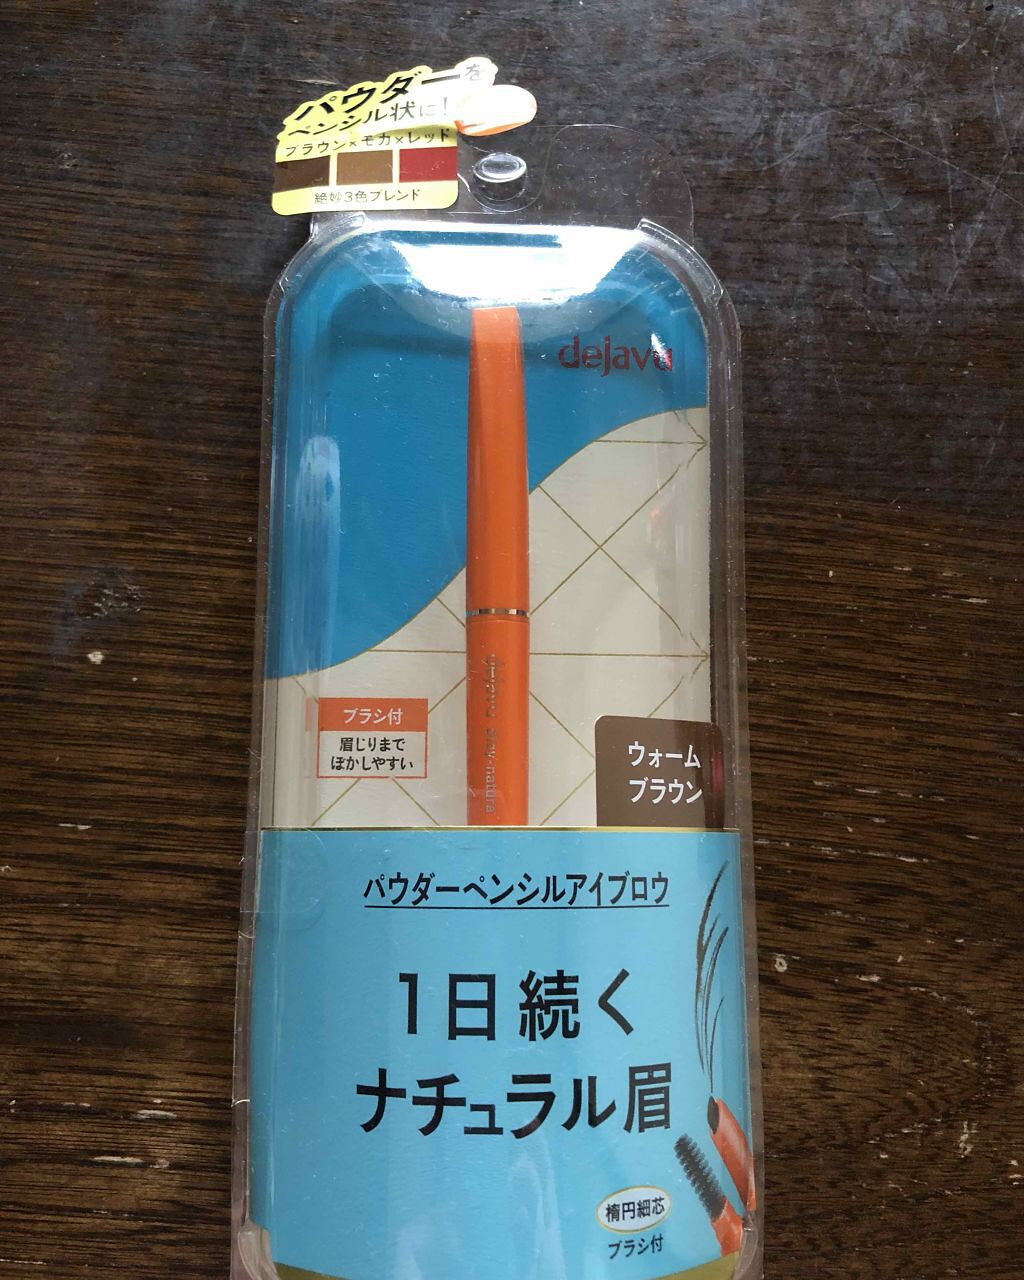 パウダーを
ペンシル状に!
ブラウン×モカ×レッド
絶妙3色ブレンド
dejavu
dejavu Stay-natura
ブラシ付
眉じりまで
ぼかしやすい
ウォーム
ブラウン
パウダーペンシルアイブロウ
1日続く
ナチュラル眉
楕円細芯
ブラシ付